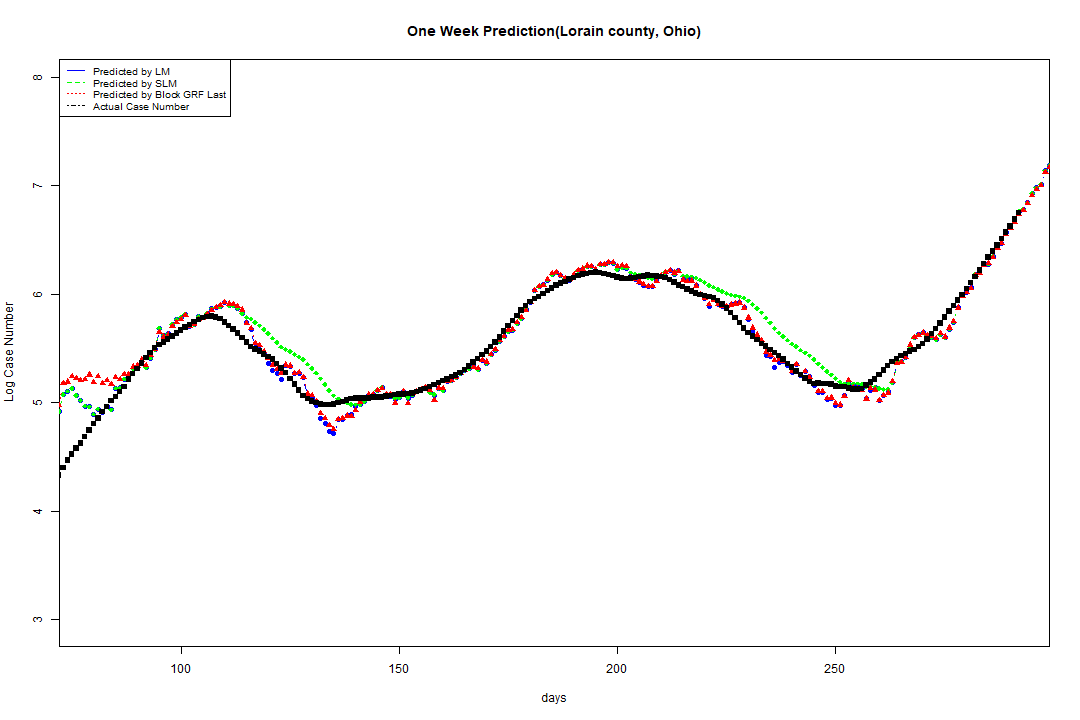 One Week Prediction(Lorain county, Ohio)
Predicted by LM
Predicted by SLM
Predicted by Block GRF Last
Actual Case Number
8
7
6
5
4
3
Log Case Number
100 150 200 250
days